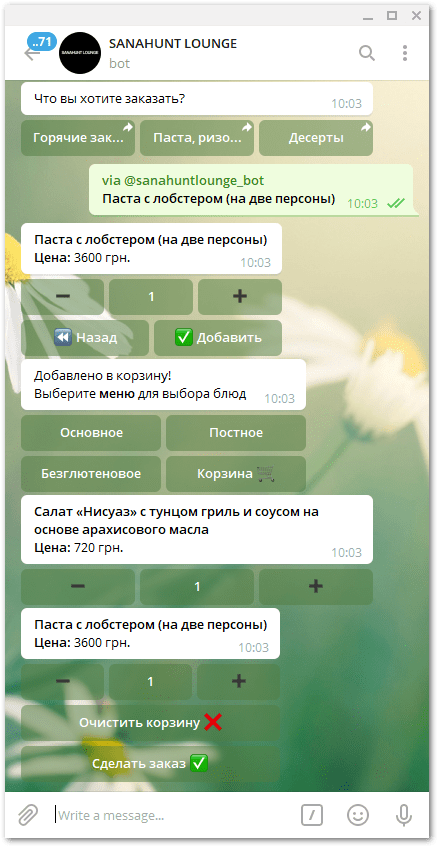 ..71
SANAHUNT LOUNGE
SANAHUNT LOUNGE
bot
Что вы хотите заказать?
10:03
Горячие зак... Паста, ризо... Десерты
via @sanahuntlounge_bot
Паста с лобстером (на две персоны) 10:03
Паста с лобстером (на две персоны)
Цена: 3600 грн.
10:03
1
Назад Добавить
Добавлено в корзину!
Выберите меню для выбора блюд 10:03
Основное Постное
Безглютеновое Корзина
Салат «Нисуаз» с тунцом гриль и соусом на
основе арахисового масла
Цена: 720 грн.
10:03
1
Паста с лобстером (на две персоны)
Цена: 3600 грн.
10:03
1
Очистить корзину
Сделать заказ
Write a message...